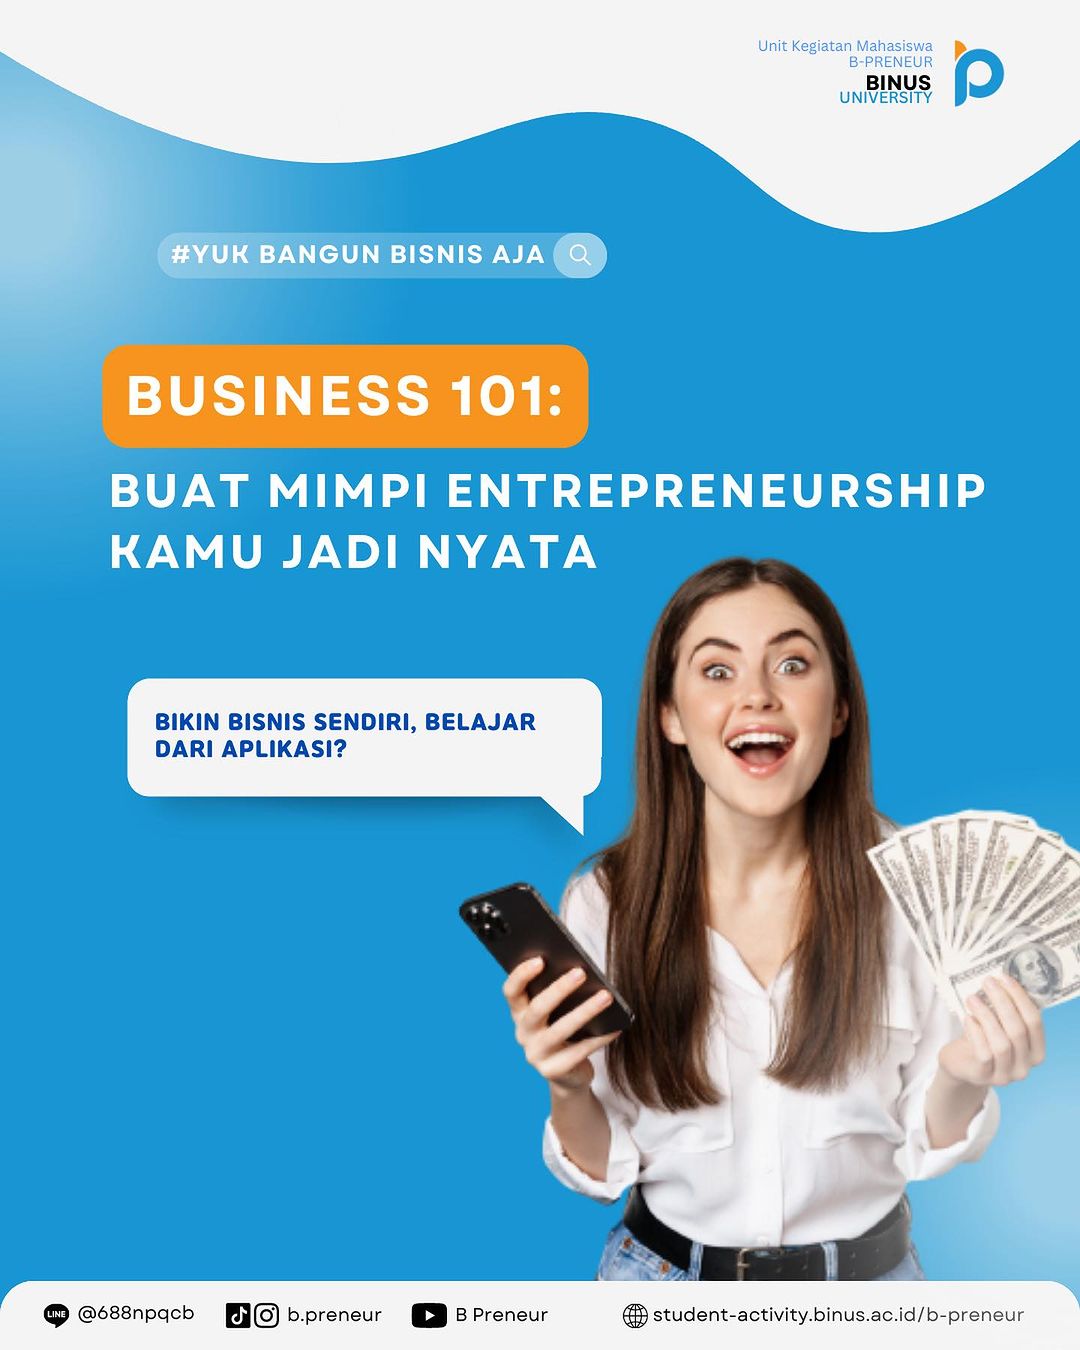 Unit Kegiatan Mahasiswa
B-PRENEUR
BINUS
UNIVERSITY
#YUK BANGUN BISNIS AJA
BUSINESS 101:
BUAT MIMPI ENTREPRENEURSHIP
KAMU JADI NYATA
BIKIN BISNIS SENDIRI, BELAJAR
DARI APLIKASI?
LINE @688npqcb b.preneur B Preneur student-activity.binus.ac.id/b-preneur